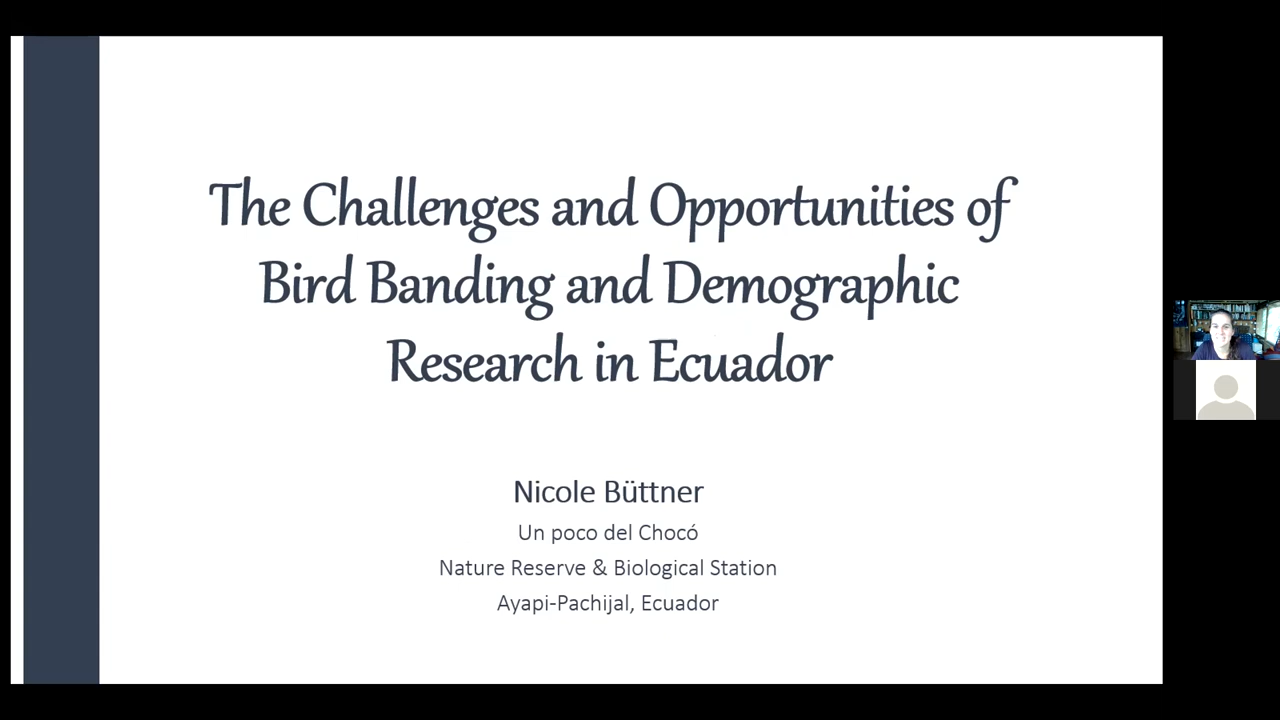 The Challenges and Opportunities of
Bird Banding and Demographic
Research in Ecuador
Nicole Büttner
Un poco del Chocó
Nature Reserve & Biological Station
Ayapi-Pachijal, Ecuador